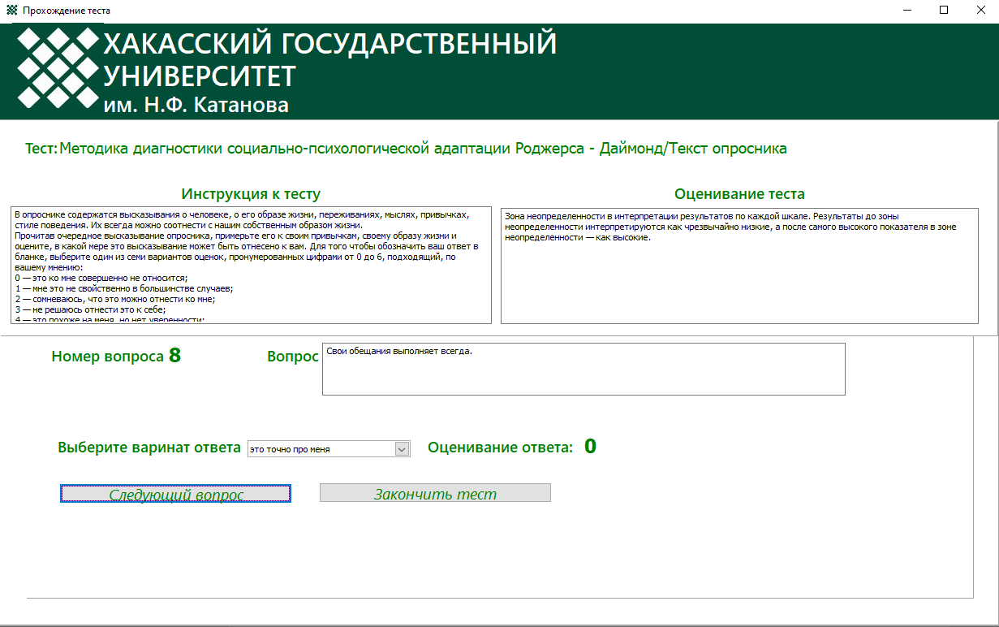 Прохождение теста
ХАКАССКИЙ ГОСУДАРСТВЕННЫЙ
УНИВЕРСИТЕТ
им. Н.Ф. Катанова
Тест: Методика диагностики социально-психологической адаптации Роджерса - Даймонд/Текст опросника
Инструкция к тесту
В опроснике содержатся высказывания о человеке, о его образе жизни, переживаниях, мыслях, привычках,
стиле поведения. Их всегда можно соотнести с нашим собственным образом жизни.
Прочитав очередное высказывание опросника, примерьте его к своим привычкам, своему образу жизни и
оцените, в какой мере это высказывание может быть отнесено к вам. Для того чтобы обозначить ваш ответ в
бланке, выберите один из семи вариантов оценок, пронумерованных цифрами от 0 до 6, подходящий, по
вашему мнению:
0 — это ко мне совершенно не относится;
1 — мне это не свойственно в большинстве случаев;
2 — сомневаюсь, что это можно отнести ко мне;
3 — не решаюсь отнести это к себе;
4 — это похоже на меня, но нет уверенности;
Оценивание теста
Зона неопределенности в интерпретации результатов по каждой шкале. Результаты до зоны
неопределенности интерпретируются как чрезвычайно низкие, а после самого высокого показателя в зоне
неопределенности — как высокие.
Номер вопроса 8
Вопрос
Свои обещания выполняет всегда.
Выберите варинат ответа
это точно про меня
Оценивание ответа: 0
Следующий вопрос
Закончить тест